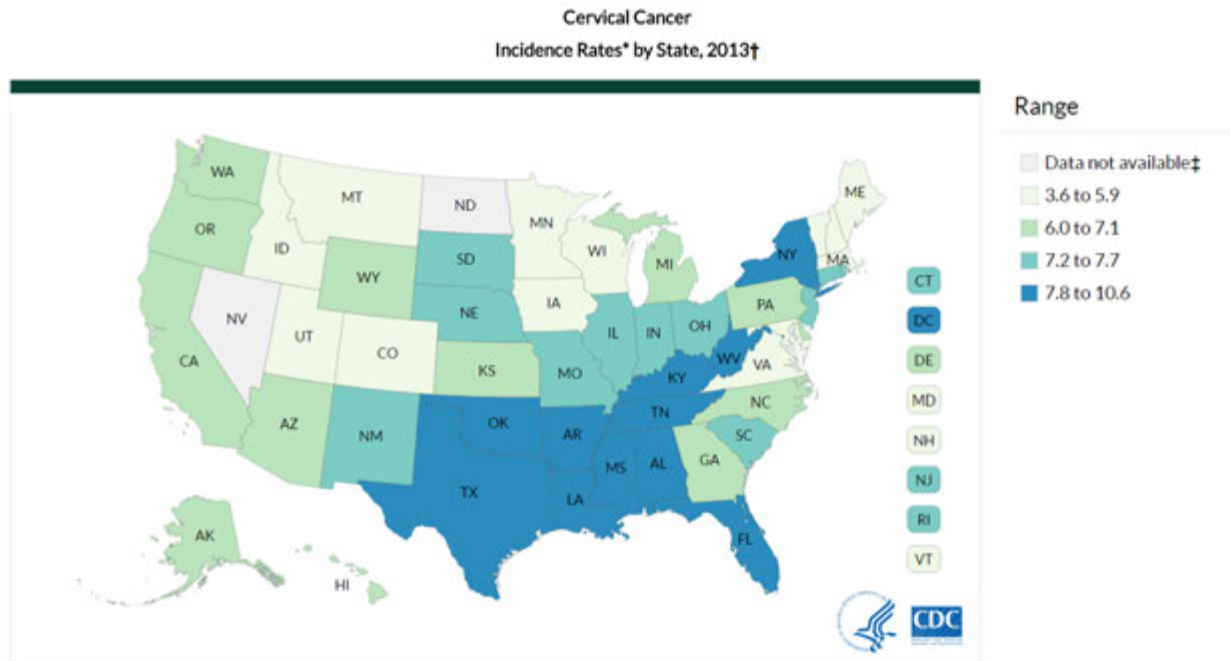 Cervical Cancer
Incidence Rates* by State, 2013†
Range
Data not available‡
3.6 to 5.9
6.0 to 7.1
7.2 to 7.7
7.8 to 10.6
WA
MT
ND
MN
ME
OR
ID
SD
WI
MI
NY
MA
WY
NE
IA
PA
NV
UT
CO
IL
IN
OH
CA
KS
MO
KY
WV
VA
AZ
NM
OK
AR
TN
NC
SC
TX
LA
MS
AL
GA
FL
AK
HI
CT
DC
DE
MD
NH
NJ
RI
VT
CDC